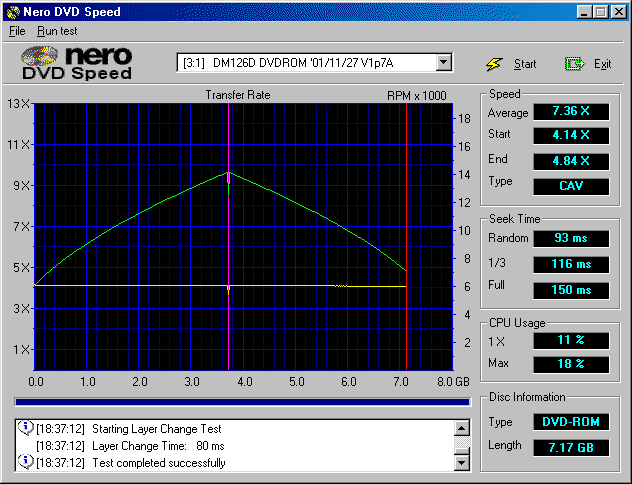 Nero DVD Speed
File Run test
nero
DVD Speed
[3:1] DM126D DVDROM '01/11/27 V1p7A
Start
Exit
Transfer Rate
RPM x 1000
13X
11X
9X
7X
5X
3X
1X
18
16
14
12
10
8
6
4
2
0.0 1.0 2.0 3.0 4.0 5.0 6.0 7.0 8.0 GB
Speed
Average 7.36 X
Start 4.14 X
End 4.84 X
Type CAV
Seek Time
Random 93 ms
1/3 116 ms
Full 150 ms
CPU Usage
1 X 11 %
Max 18 %
Disc Information
Type DVD-ROM
Length 7.17 GB
[18:37:12] Starting Layer Change Test
[18:37:12] Layer Change Time: 80 ms
[18:37:12] Test completed successfully